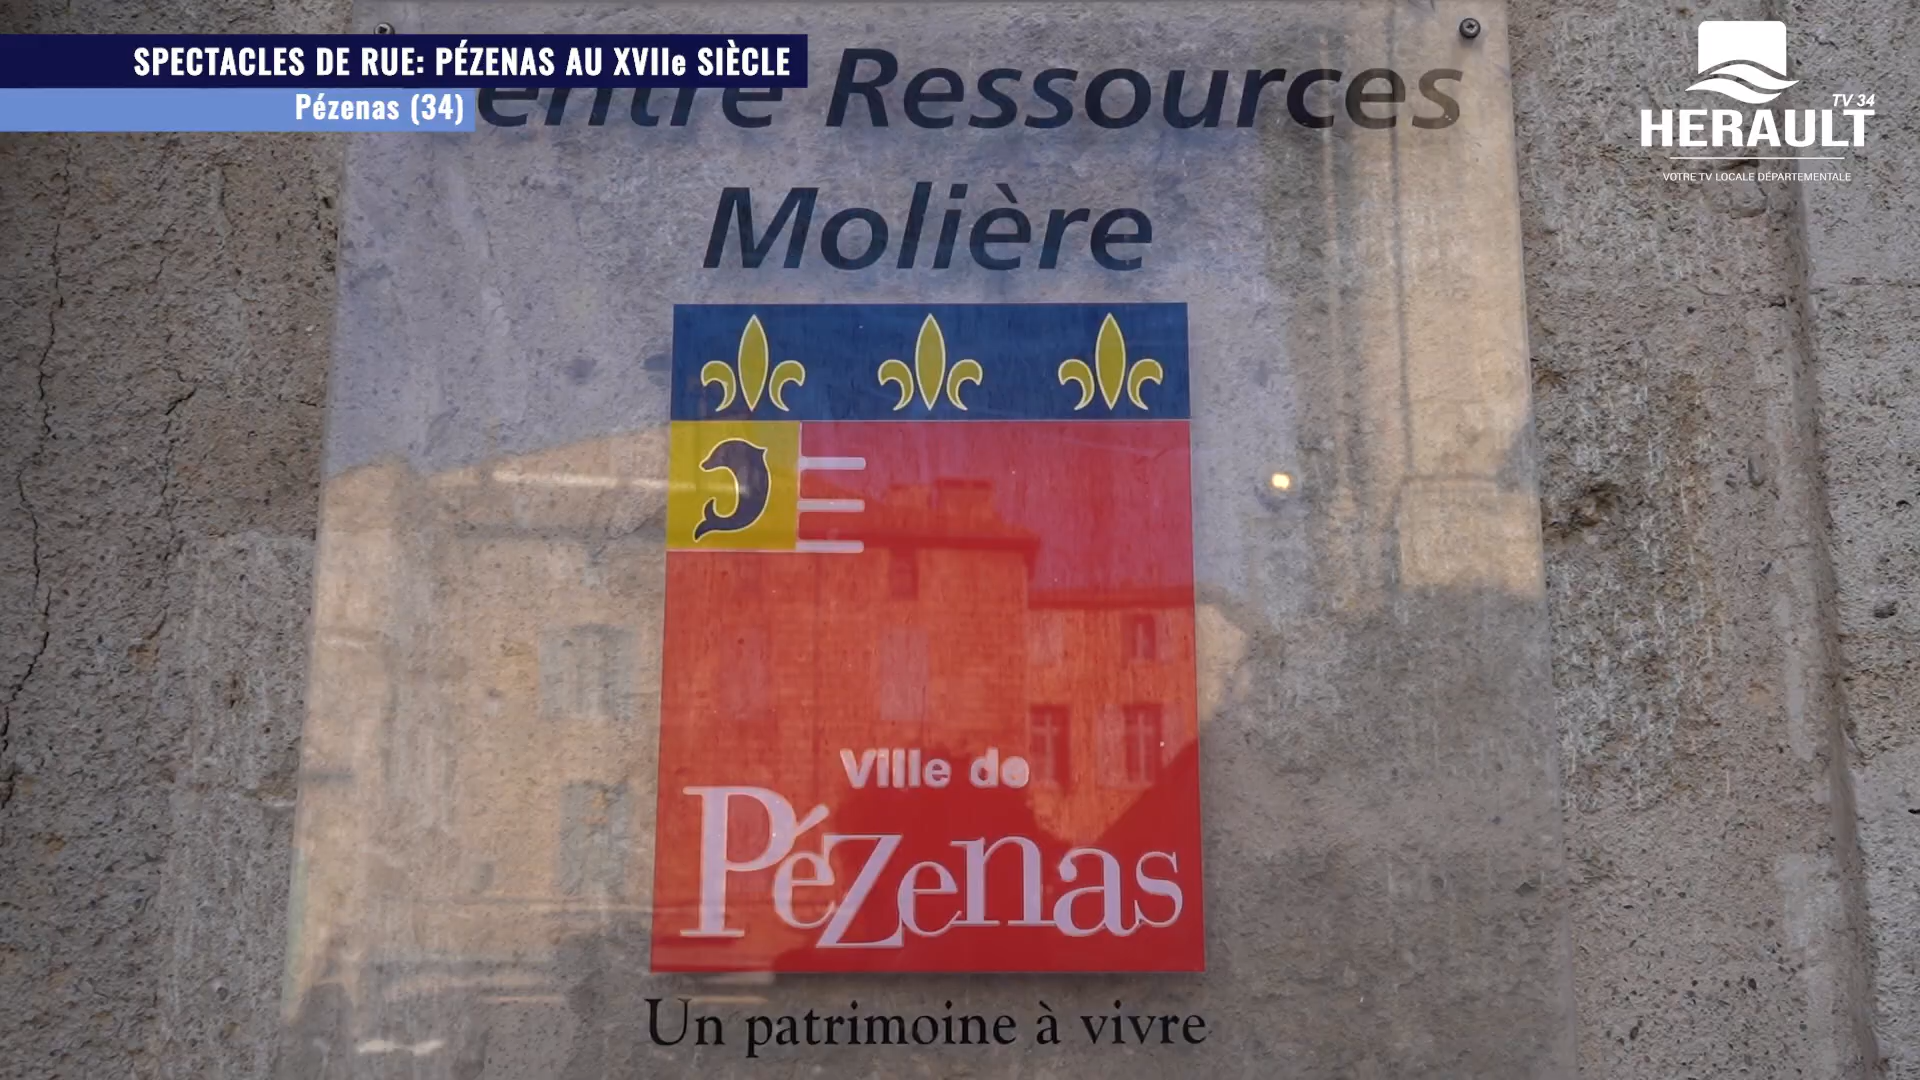 SPECTACLES DE RUE: PÉZENAS AU XVIIe SIÈCLE
Pézenas (34)
entre Ressources
Molière
TV 34
HERAULT
VOTRE TV LOCALE DÉPARTEMENTALE
Ville de
Pézenas
Un patrimoine à vivre